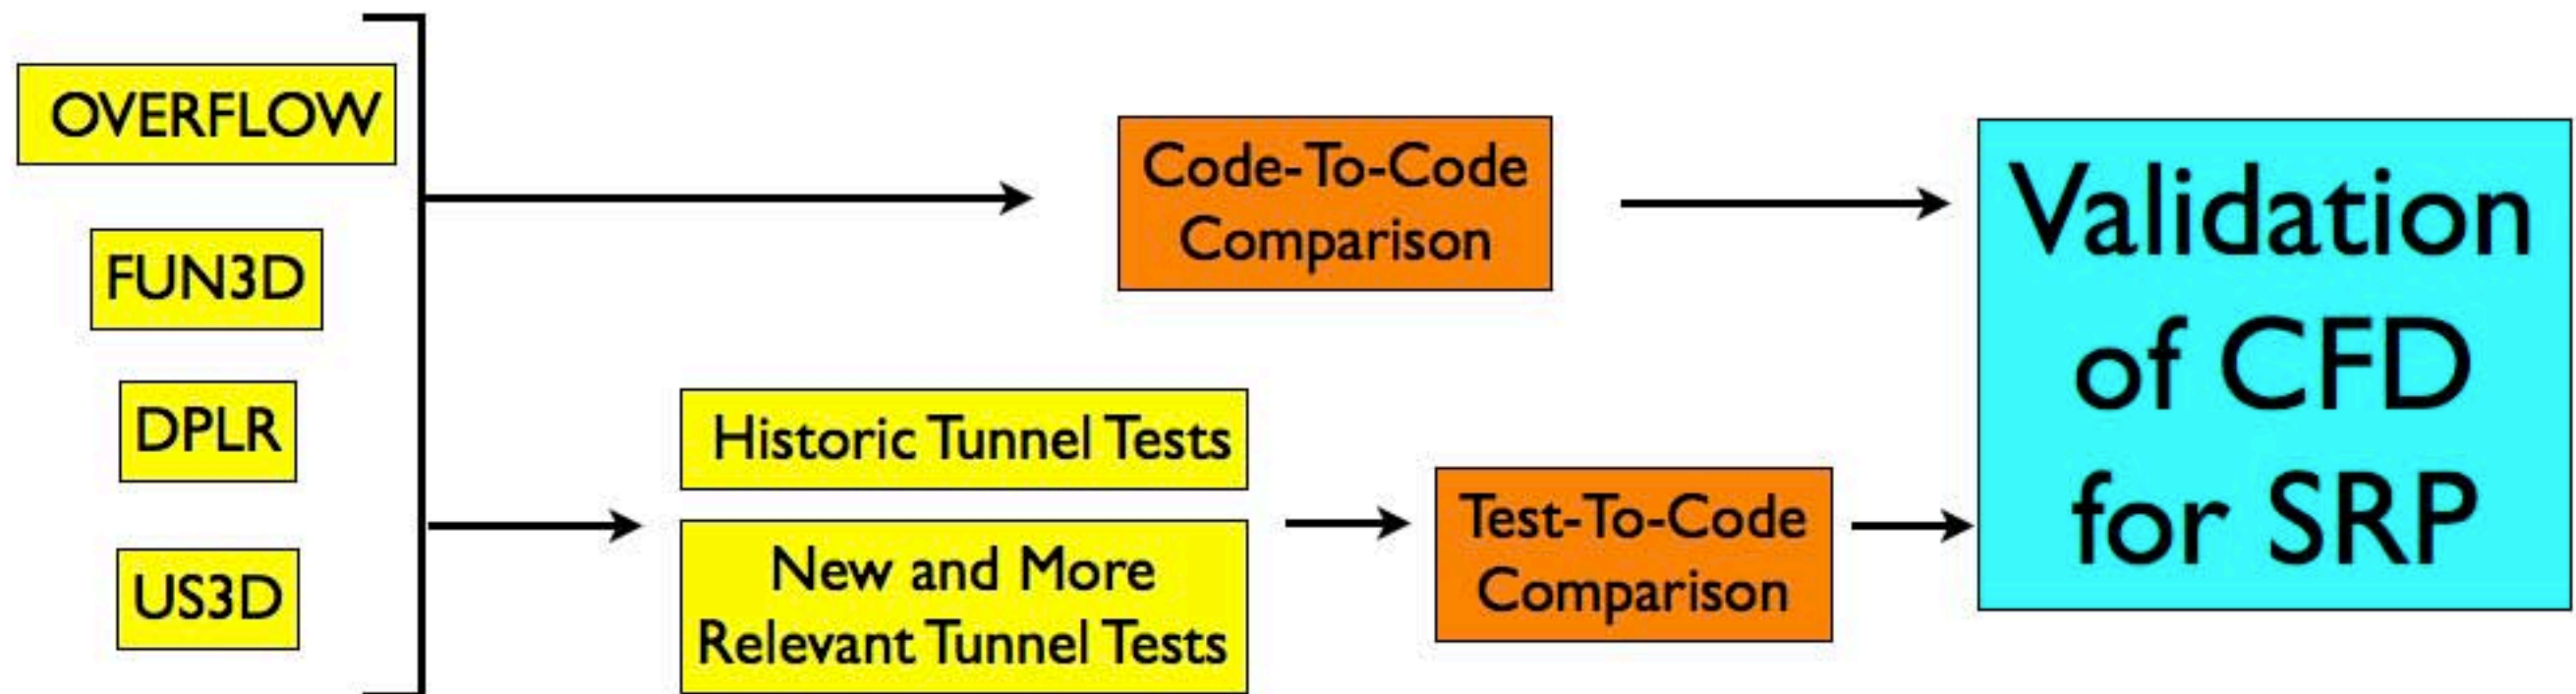 OVERFLOW
FUN3D
DPLR
US3D
Code-To-Code
Comparison
Historic Tunnel Tests
New and More
Relevant Tunnel Tests
Test-To-Code
Comparison
Validation
of CFD
for SRP